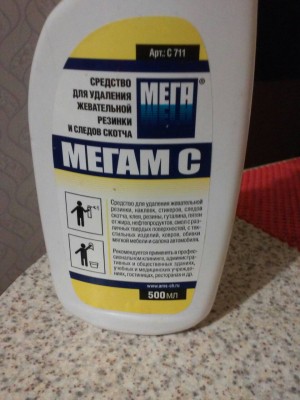 Арт.: С 711
СРЕДСТВО
ДЛЯ УДАЛЕНИЯ
ЖЕВАТЕЛЬНОЙ
РЕЗИНКИ
И СЛЕДОВ СКОТЧА
МЕГА®
МЕГАМ С
Средство для удаления жевательной
резинки, наклеек, стикеров, следов
скотча, клея, резины, гуталина, пятен
от жира, нефтепродуктов, смол с раз-
личных твердых поверхностей, с тек-
стильных изделий, ковров, обивки
мягкой мебели и салона автомобиля.
Рекомендуется применять в профес-
сиональном клининге, администра-
тивных и общественных зданиях,
учебных и медицинских учрежде-
ниях, гостиницах, ресторанах и др.
500 МЛ